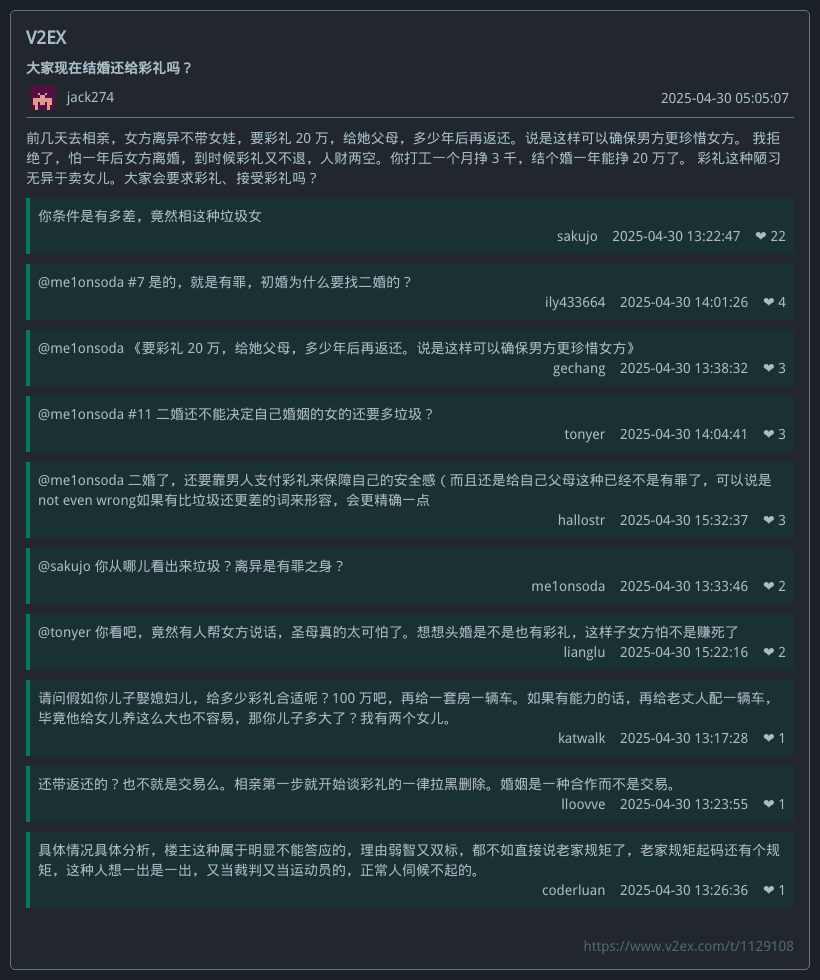 V2EX
大家现在结婚还给彩礼吗？
jack274
2025-04-30 05:05:07
前几天去相亲，女方离异不带女娃，要彩礼 20 万，给她父母，多少年后再返还。说是这样可以确保男方更珍惜女方。 我拒
绝了，怕一年后女方离婚，到时候彩礼又不退，人财两空。你打工一个月挣 3 千，结个婚一年能挣 20 万了。 彩礼这种陋习
无异于卖女儿。大家会要求彩礼、接受彩礼吗？
你条件是有多差，竟然相这种垃圾女
sakujo 2025-04-30 13:22:47 ❤ 22
@me1onsoda #7 是的，就是有罪，初婚为什么要找二婚的？
ily433664 2025-04-30 14:01:26 ❤ 4
@me1onsoda 《要彩礼 20 万，给她父母，多少年后再返还。说是这样可以确保男方更珍惜女方》
gechang 2025-04-30 13:38:32 ❤ 3
@me1onsoda #11 二婚还不能决定自己婚姻的女的还要多垃圾？
tonyer 2025-04-30 14:04:41 ❤ 3
@me1onsoda 二婚了，还要靠男人支付彩礼来保障自己的安全感（而且还是给自己父母这种已经不是有罪了，可以说是
not even wrong如果有比垃圾还更差的词来形容，会更精确一点
hallostr 2025-04-30 15:32:37 ❤ 3
@sakujo 你从哪儿看出来垃圾？离异是有罪之身？
me1onsoda 2025-04-30 13:33:46 ❤ 2
@tonyer 你看吧，竟然有人帮女方说话，圣母真的太可怕了。想想头婚是不是也有彩礼，这样子女方怕不是赚死了
lianglu 2025-04-30 15:22:16 ❤ 2
请问假如你儿子娶媳妇儿，给多少彩礼合适呢？100 万吧，再给一套房一辆车。如果有能力的话，再给老丈人配一辆车，
毕竟他给女儿养这么大也不容易，那你儿子多大了？我有两个女儿。
katwalk 2025-04-30 13:17:28 ❤ 1
还带返还的？也不就是交易么。相亲第一步就开始谈彩礼的一律拉黑删除。婚姻是一种合作而不是交易。
lloovve 2025-04-30 13:23:55 ❤ 1
具体情况具体分析，楼主这种属于明显不能答应的，理由弱智又双标，都不如直接说老家规矩了，老家规矩起码还有个规
矩，这种人想一出是一出，又当裁判又当运动员的，正常人伺候不起的。
coderluan 2025-04-30 13:26:36 ❤ 1
https://www.v2ex.com/t/1129108